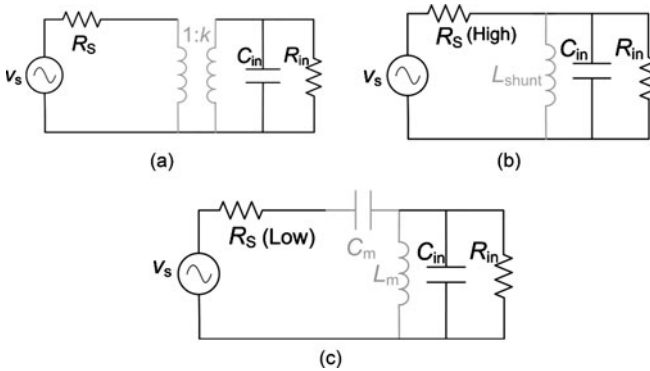 1:k
R_S
C_in
R_in
v_s
(a)
R_S (High)
C_in
R_in
v_s
L_shunt
(b)
R_S (Low)
C_m
C_in
R_in
v_s
L_m
(c)